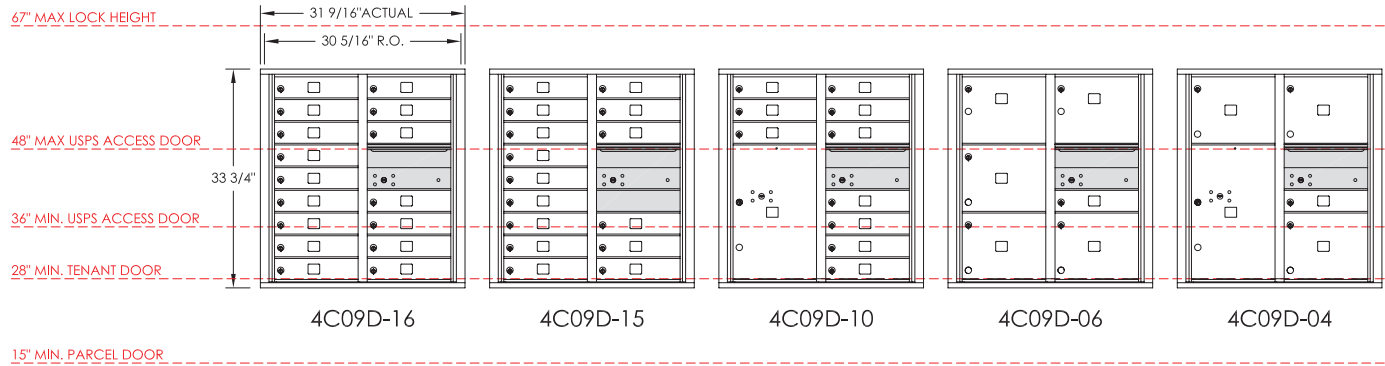 67" MAX LOCK HEIGHT
31 9/16"ACTUAL
30 5/16" R.O.
48" MAX USPS ACCESS DOOR
33 3/4"
36" MIN. USPS ACCESS DOOR
28" MIN. TENANT DOOR
4C09D-16
4C09D-15
4C09D-10
4C09D-06
4C09D-04
15" MIN. PARCEL DOOR